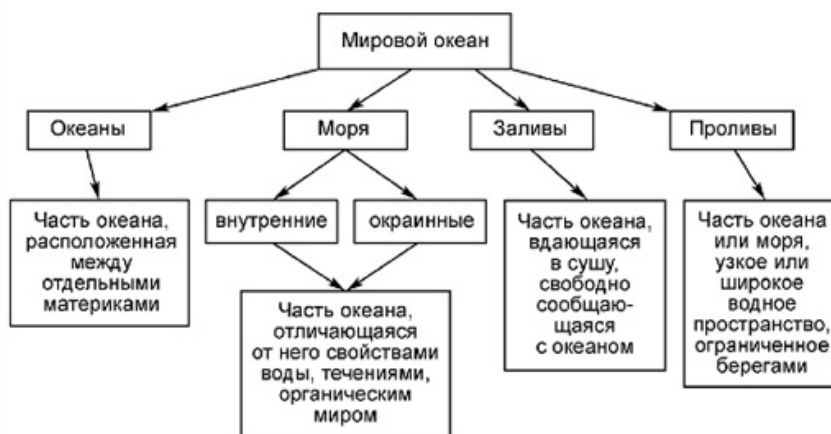 Мировой океан
Океаны
Моря
Заливы
Проливы
Часть океана,
расположенная
между
отдельными
материками
внутренние
окраинные
Часть океана,
отличающаяся
от него свойствами
воды, течениями,
органическим
миром
Часть океана,
вдающаяся
в сушу,
свободно
сообщаю-
щаяся
с океаном
Часть океана
или моря,
узкое или
широкое
водное
пространство,
ограниченное
берегами